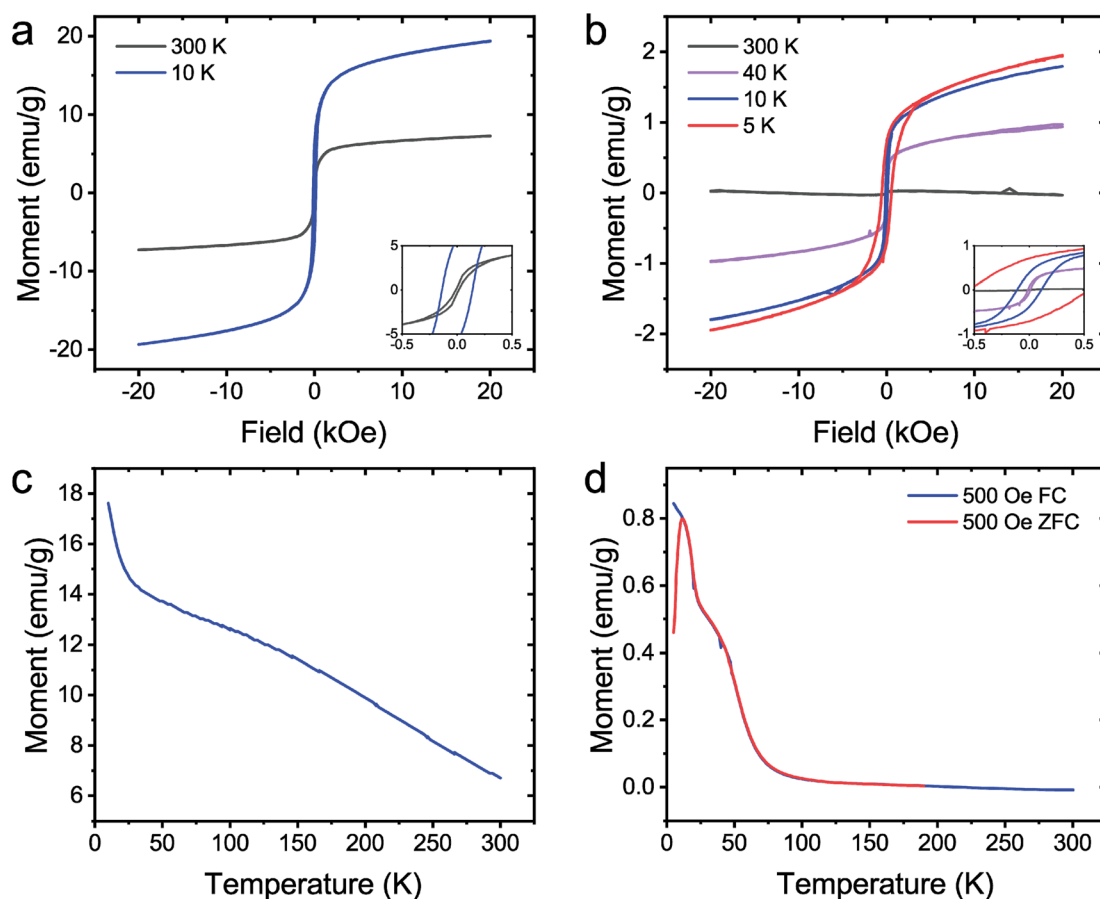 a
300 K
10 K
20
10
0
-10
-20
Moment (emu/g)
5
0
-5
-0.5 0.0 0.5
-20 -10 0 10 20
Field (kOe)
b
300 K
40 K
10 K
5 K
2
1
0
-1
-2
Moment (emu/g)
1
0
-1
-0.5 0.0 0.5
-20 -10 0 10 20
Field (kOe)
c
18
16
14
12
10
8
6
Moment (emu/g)
0 50 100 150 200 250 300
Temperature (K)
d
500 Oe FC
500 Oe ZFC
0.8
0.6
0.4
0.2
0.0
Moment (emu/g)
0 50 100 150 200 250 300
Temperature (K)